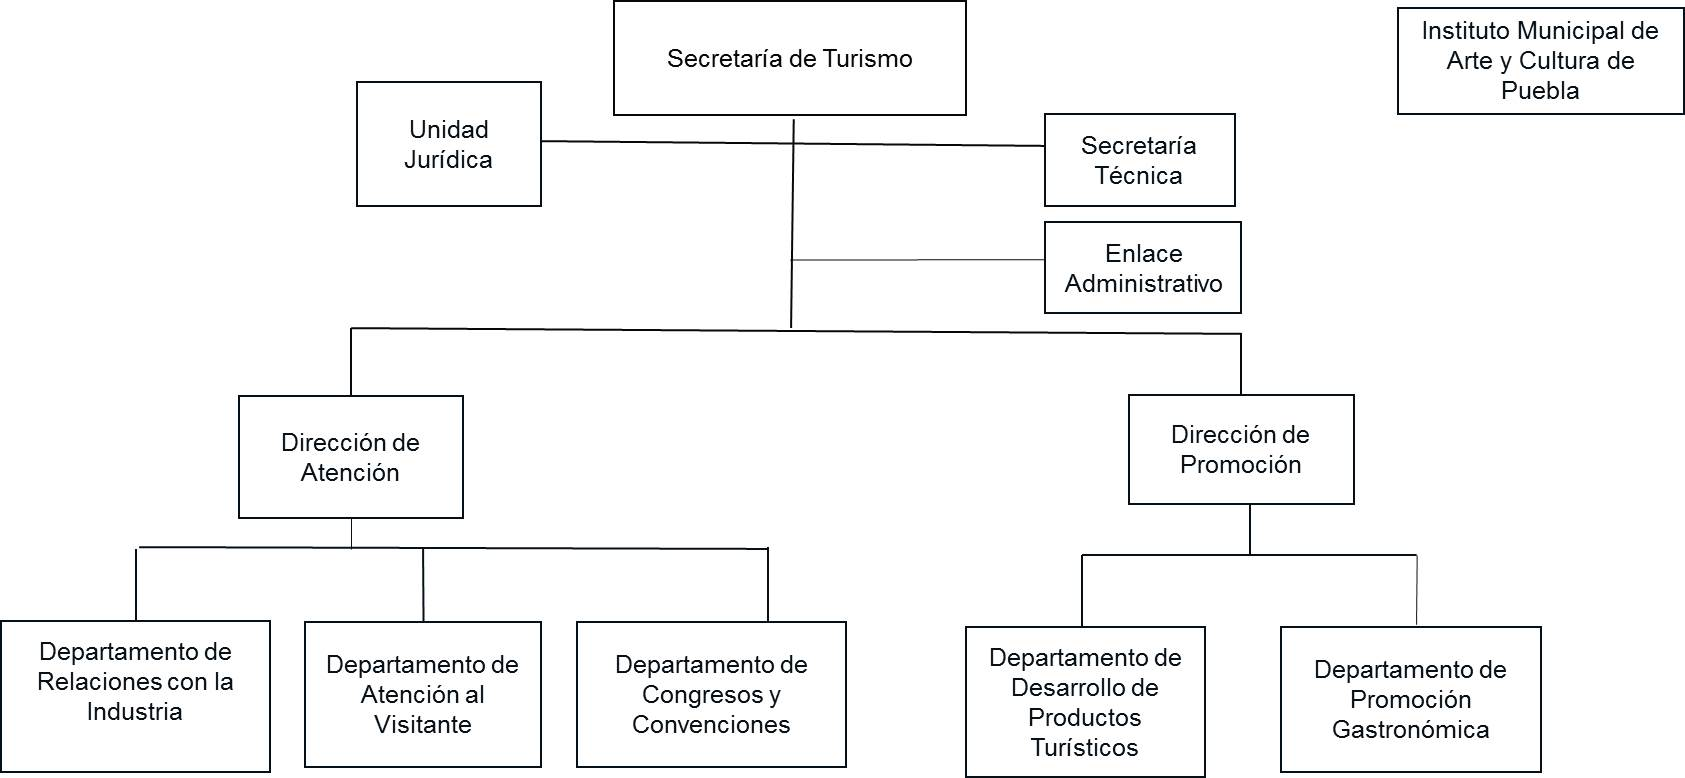 Secretaría de Turismo
Instituto Municipal de
Arte y Cultura de
Puebla
Unidad
Jurídica
Secretaría
Técnica
Enlace
Administrativo
Dirección de
Atención
Dirección de
Promoción
Departamento de
Relaciones con la
Industria
Departamento de
Atención al
Visitante
Departamento de
Congresos y
Convenciones
Departamento de
Desarrollo de
Productos
Turísticos
Departamento de
Promoción
Gastronómica